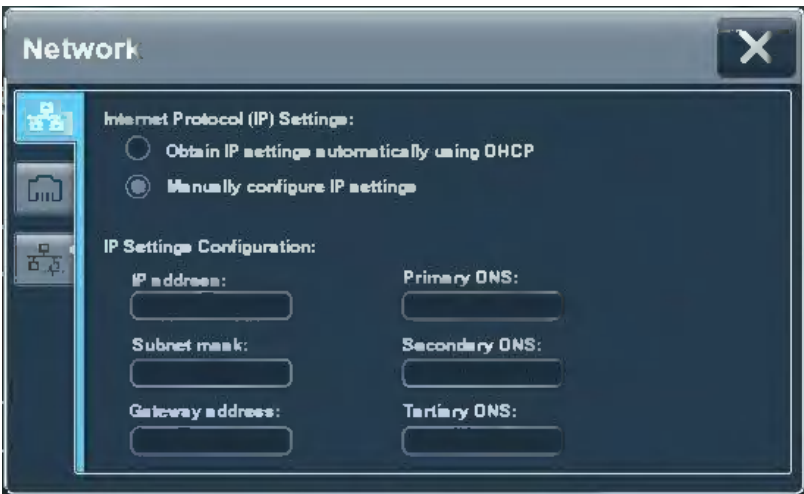 Network
Internet Protocol (IP) Settings:
Obtain IP settings automatically using OHCP
Manually configure IP settings
IP Settings Configuration:
IP address:
Primary ONS:
Subnet mask:
Secondary ONS:
Gateway address:
Tertiary ONS: